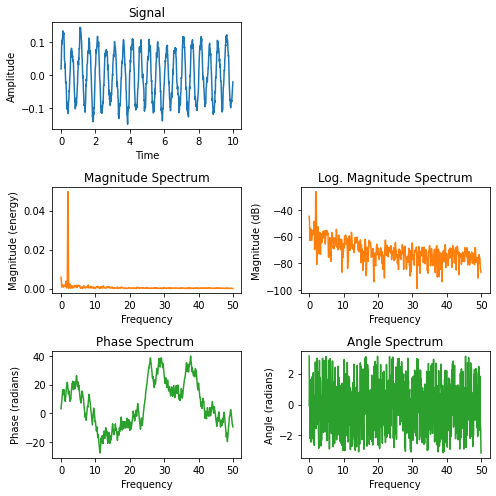 Signal
Amplitude
0.1
0.0
−0.1
0 2 4 6 8 10
Time
Magnitude Spectrum
Magnitude (energy)
0.04
0.02
0.00
0 10 20 30 40 50
Frequency
Log. Magnitude Spectrum
Magnitude (dB)
−40
−60
−80
−100
0 10 20 30 40 50
Frequency
Phase Spectrum
Phase (radians)
40
20
0
−20
0 10 20 30 40 50
Frequency
Angle Spectrum
Angle (radians)
2
0
−2
0 10 20 30 40 50
Frequency